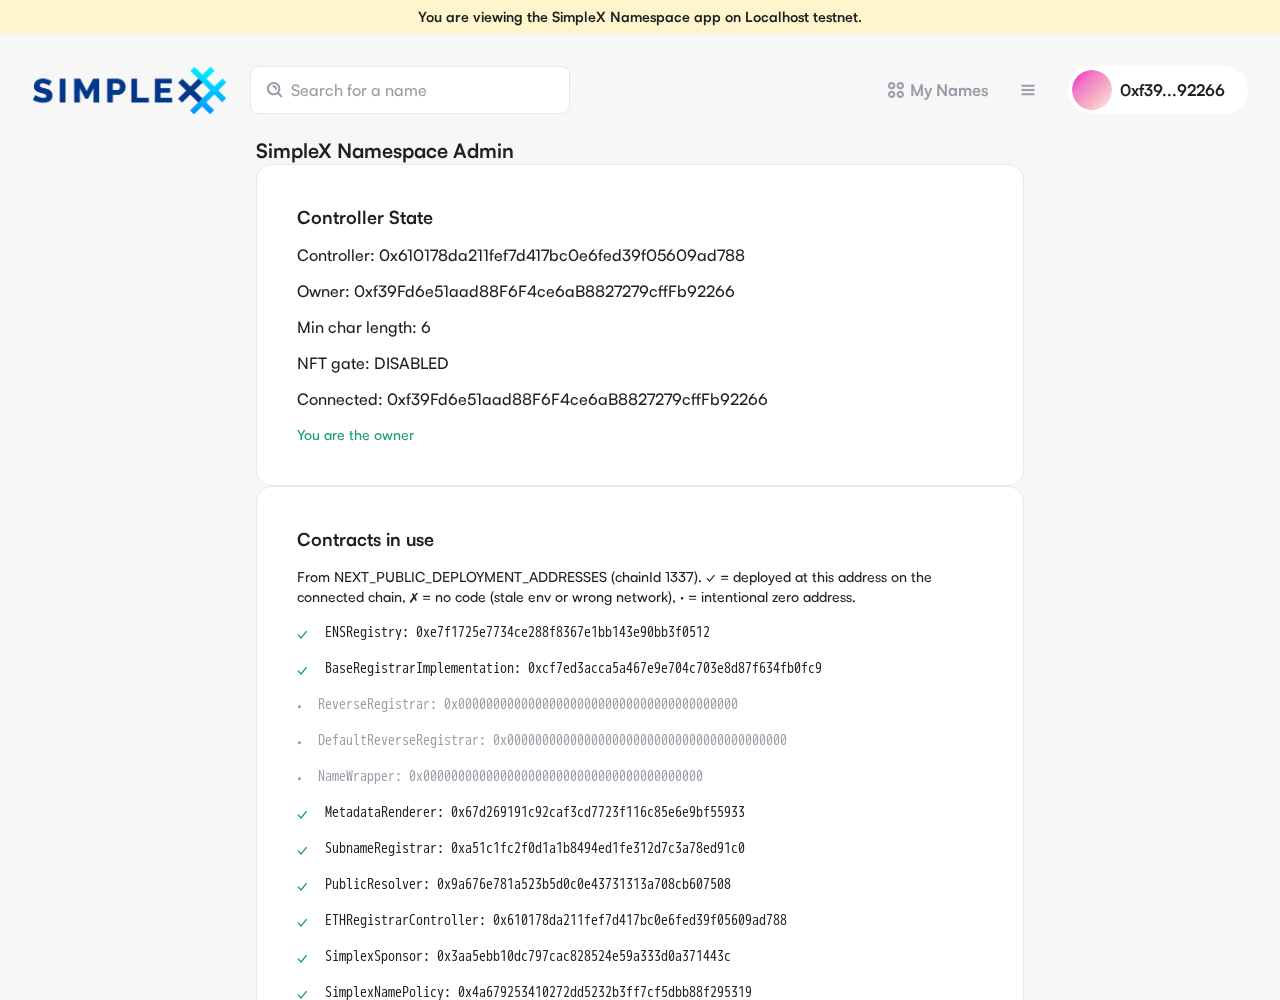 You are viewing the SimpleX Namespace app on Localhost testnet.
SIMPLEX
Search for a name
My Names
0xf39...92266
SimpleX Namespace Admin
Controller State
Controller: 0x610178da211fef7d417bc0e6fed39f05609ad788
Owner: 0xf39Fd6e51aad88F6F4ce6aB8827279cffFb92266
Min char length: 6
NFT gate: DISABLED
Connected: 0xf39Fd6e51aad88F6F4ce6aB8827279cffFb92266
You are the owner
Contracts in use
From NEXT_PUBLIC_DEPLOYMENT_ADDRESSES (chainId 1337). ✓ = deployed at this address on the
connected chain, ✗ = no code (stale env or wrong network), · = intentional zero address.
✓ ENSRegistry: 0xe7f1725e7734ce288f8367e1bb143e90bb3f0512
✓ BaseRegistrarImplementation: 0xcf7ed3acca5a467e9e704c703e8d87f634fb0fc9
· ReverseRegistrar: 0x0000000000000000000000000000000000000000
· DefaultReverseRegistrar: 0x0000000000000000000000000000000000000000
· NameWrapper: 0x0000000000000000000000000000000000000000
✓ MetadataRenderer: 0x67d269191c92caf3cd7723f116c85e6e9bf55933
✓ SubnameRegistrar: 0xa51c1fc2f0d1a1b8494ed1fe312d7c3a78ed91c0
✓ PublicResolver: 0x9a676e781a523b5d0c0e43731313a708cb607508
✓ ETHRegistrarController: 0x610178da211fef7d417bc0e6fed39f05609ad788
✓ SimplexSponsor: 0x3aa5ebb10dc797cac828524e59a333d0a371443c
✓ SimplexNamePolicy: 0x4a679253410272dd5232b3ff7cf5dbb88f295319